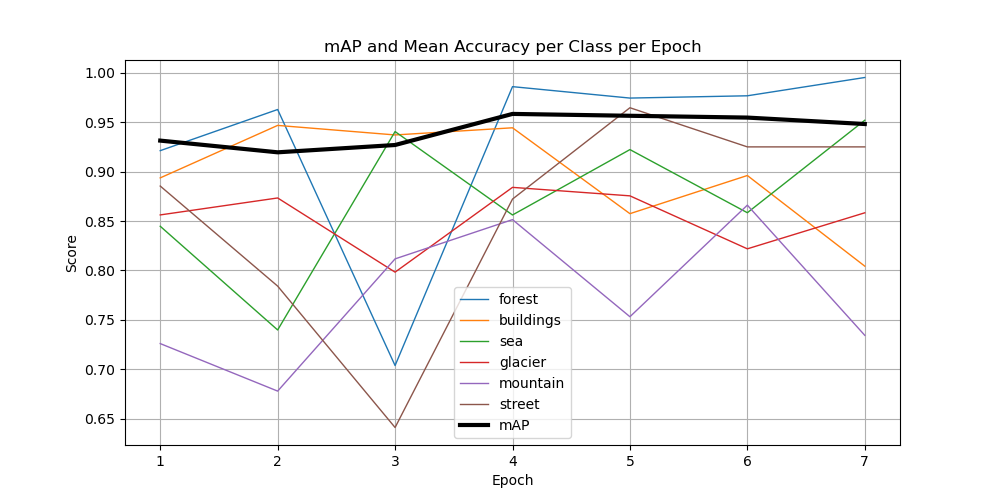 mAP and Mean Accuracy per Class per Epoch
1.00
0.95
0.90
0.85
0.80
0.75
0.70
0.65
Score
forest
buildings
sea
glacier
mountain
street
mAP
1 2 3 4 5 6 7
Epoch